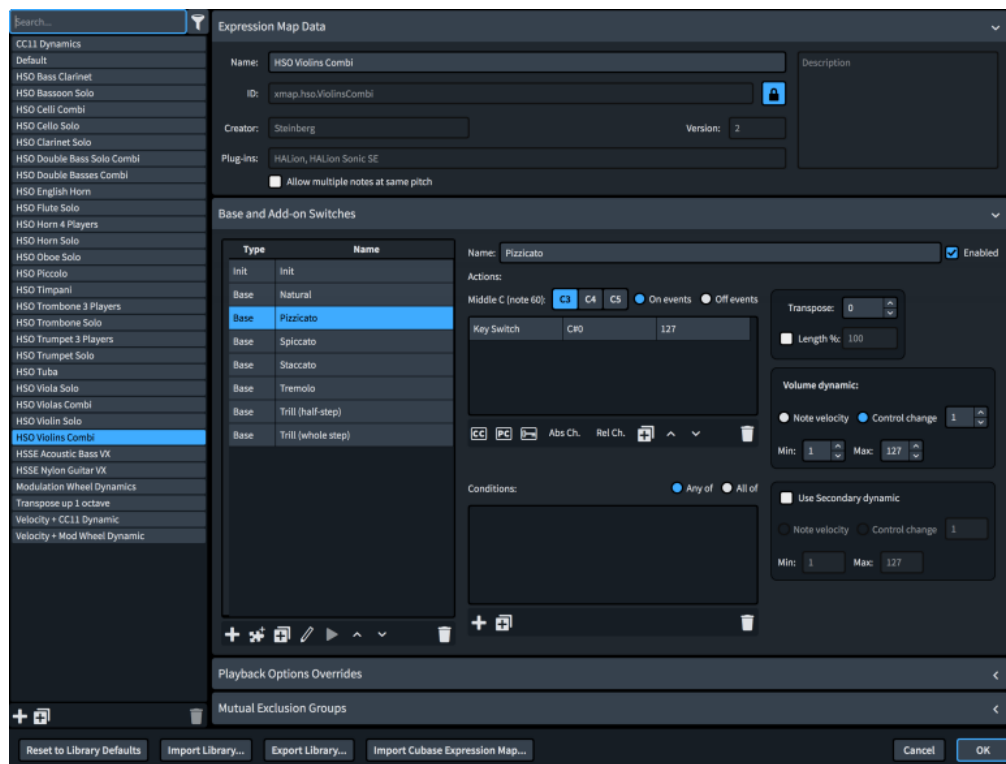 Search...
CC11 Dynamics
Default
HSO Bass Clarinet
HSO Bassoon Solo
HSO Celli Combi
HSO Cello Solo
HSO Clarinet Solo
HSO Double Bass Solo Combi
HSO Double Basses Combi
HSO English Horn
HSO Flute Solo
HSO Horn 4 Players
HSO Horn Solo
HSO Oboe Solo
HSO Piccolo
HSO Timpani
HSO Trombone 3 Players
HSO Trombone Solo
HSO Trumpet 3 Players
HSO Trumpet Solo
HSO Tuba
HSO Viola Solo
HSO Violas Combi
HSO Violin Solo
HSO Violins Combi
HSSE Acoustic Bass VX
HSSE Nylon Guitar VX
Modulation Wheel Dynamics
Transpose up 1 octave
Velocity + CC11 Dynamic
Velocity + Mod Wheel Dynamic
Expression Map Data
Name: HSO Violins Combi
Description
ID: xmap.hso.ViolinsCombi
Creator: Steinberg Version: 2
Plug-ins: HALion, HALion Sonic SE
Allow multiple notes at same pitch
Base and Add-on Switches
Type Name
Init Init
Base Natural
Base Pizzicato
Base Spiccato
Base Staccato
Base Tremolo
Base Trill (half-step)
Base Trill (whole step)
Name: Pizzicato Enabled
Actions:
Middle C (note 60): C3 C4 C5 On events Off events
Key Switch C#0 127
CC PC Abs Ch. Rel Ch.
Conditions: Any of All of
Transpose: 0
Length %: 100
Volume dynamic:
Note velocity Control change 1
Min: 1 Max: 127
Use Secondary dynamic
Note velocity Control change 1
Min: 1 Max: 127
Playback Options Overrides
Mutual Exclusion Groups
Reset to Library Defaults Import Library... Export Library... Import Cubase Expression Map... Cancel OK